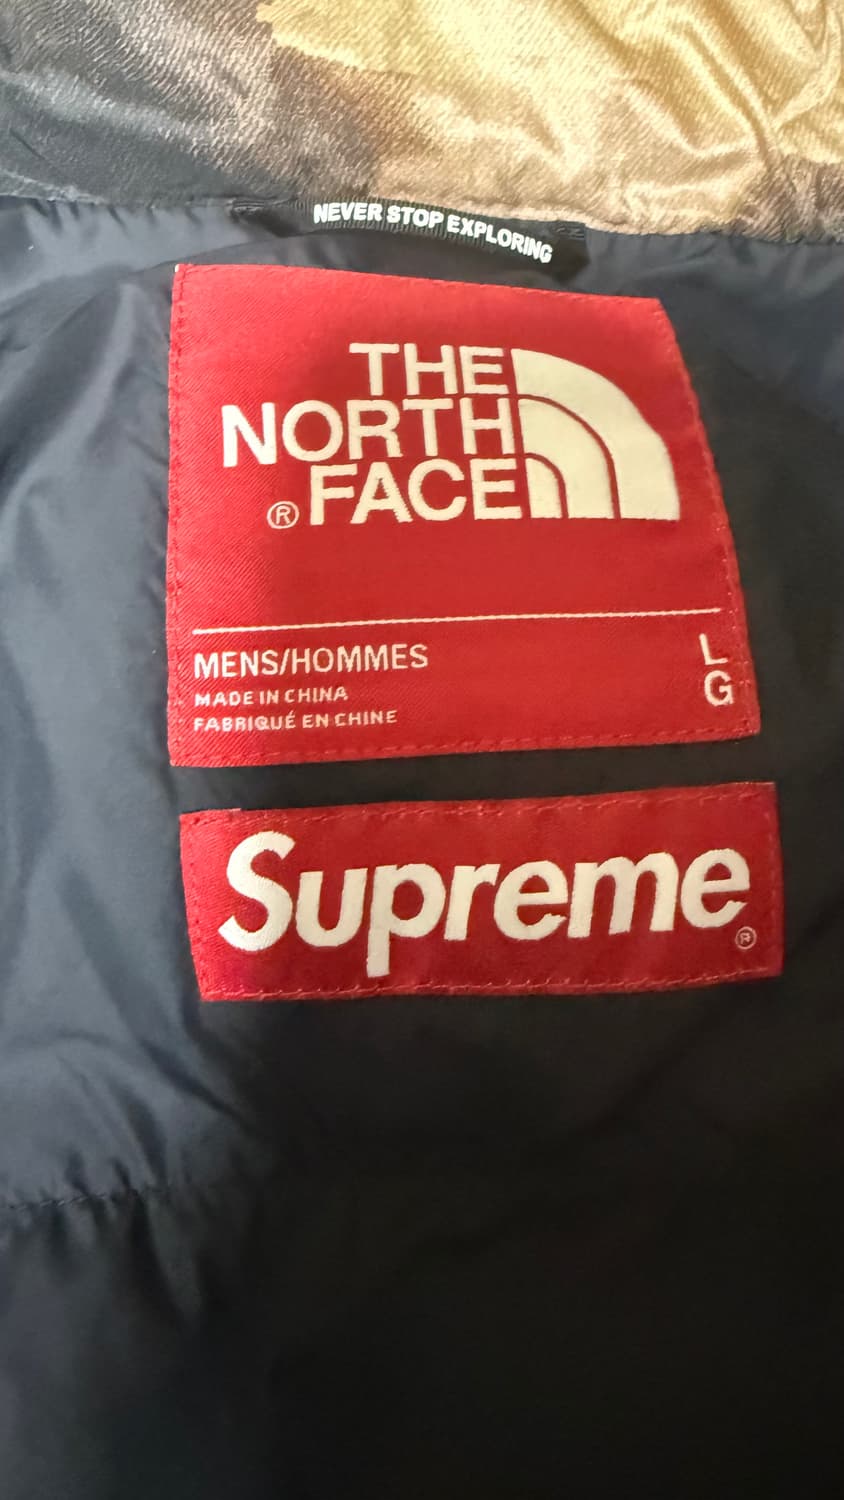 NEVER STOP EXPLORING
THE
NORTH
® FACE
MENS/HOMMES
L
G
MADE IN CHINA
FABRIQUÉ EN CHINE
Supreme
®